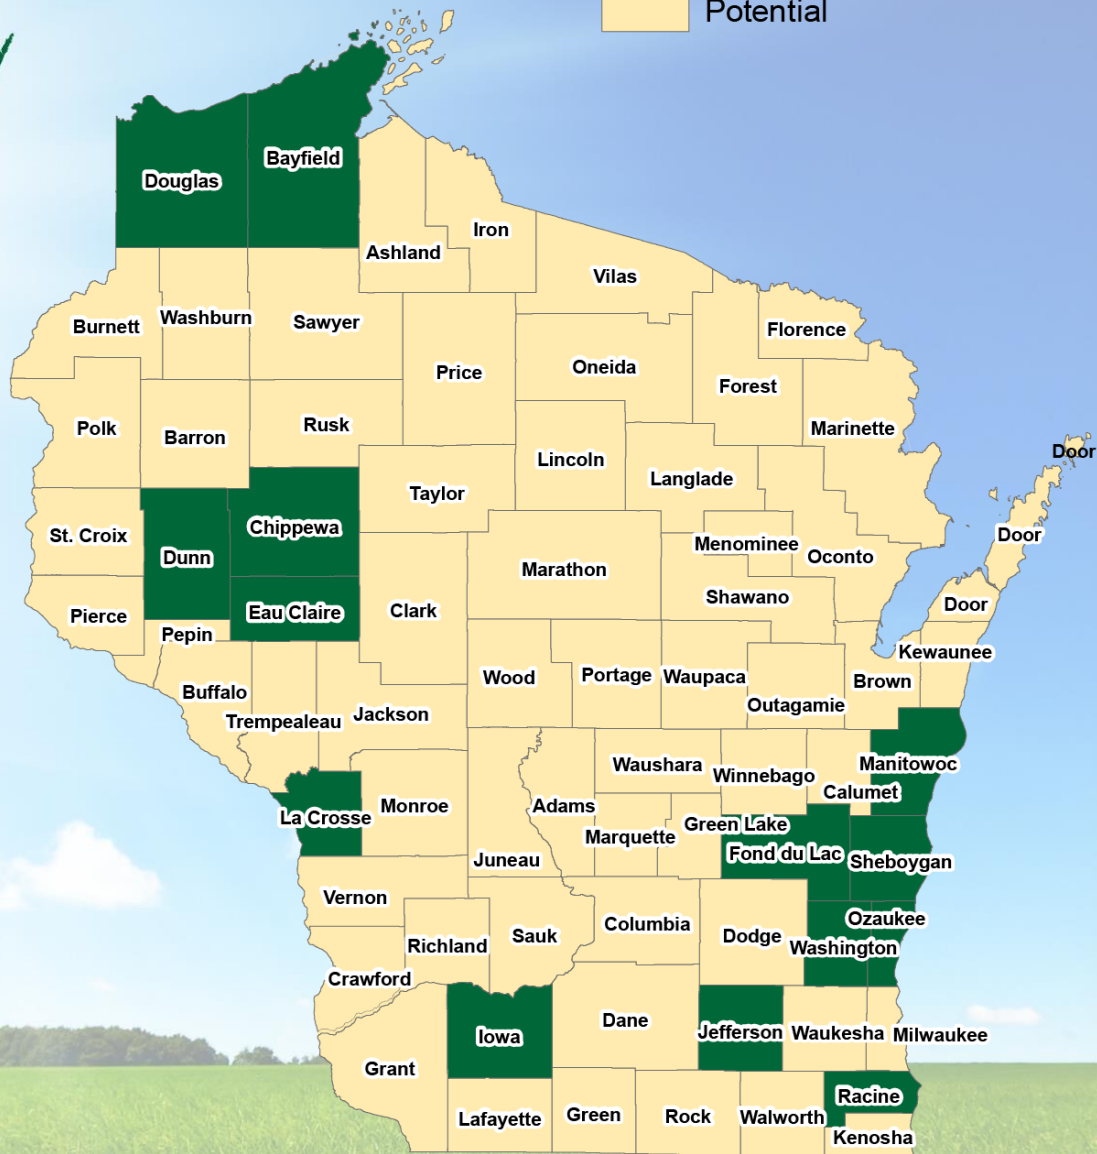 Potential
Bayfield
Douglas
Iron
Ashland
Vilas
Burnett
Washburn
Sawyer
Florence
Price
Oneida
Forest
Polk
Barron
Rusk
Marinette
Door
Lincoln
Langlade
Taylor
Chippewa
St. Croix
Dunn
Door
Menominee
Oconto
Marathon
Shawano
Door
Eau Claire
Clark
Pierce
Pepin
Kewaunee
Wood
Portage
Waupaca
Brown
Buffalo
Outagamie
Trempealeau
Jackson
Waushara
Winnebago
Manitowoc
Calumet
Monroe
Adams
La Crosse
Green Lake
Marquette
Fond du Lac
Juneau
Sheboygan
Vernon
Ozaukee
Columbia
Sauk
Dodge
Richland
Washington
Crawford
Dane
Jefferson
Waukesha
Milwaukee
Iowa
Grant
Racine
Lafayette
Green
Rock
Walworth
Kenosha